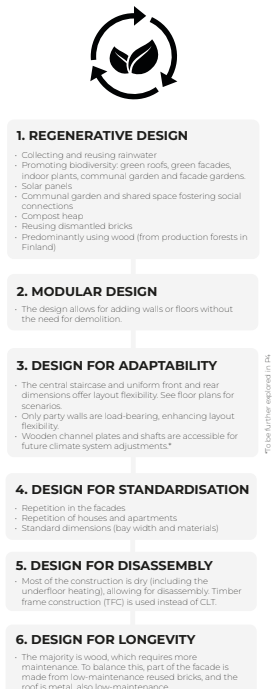 1. REGENERATIVE DESIGN
· Collecting and reusing rainwater
· Promoting biodiversity: green roofs, green facades,
indoor plants, communal garden and facade gardens.
· Solar panels
· Communal garden and shared space fostering social
connections
· Compost heap
· Reusing dismantled bricks
· Predominantly using wood (from production forests in
Finland)
2. MODULAR DESIGN
· The design allows for adding walls or floors without
the need for demolition.
3. DESIGN FOR ADAPTABILITY
· The central staircase and uniform front and rear
dimensions offer layout flexibility. See floor plans for
scenarios.
· Only party walls are load-bearing, enhancing layout
flexibility.
· Wooden channel plates and shafts are accessible for
future climate system adjustments.*
*To be further explored in P4
4. DESIGN FOR STANDARDISATION
· Repetition in the facades
· Repetition of houses and apartments
· Standard dimensions (bay width and materials)
5. DESIGN FOR DISASSEMBLY
· Most of the construction is dry (including the
underfloor heating), allowing for disassembly. Timber
frame construction (TFC) is used instead of CLT.
6. DESIGN FOR LONGEVITY
· The majority is wood, which requires more
maintenance. To balance this, part of the facade is
made from low-maintenance reused bricks, and the
roof is metal, also low-maintenance.